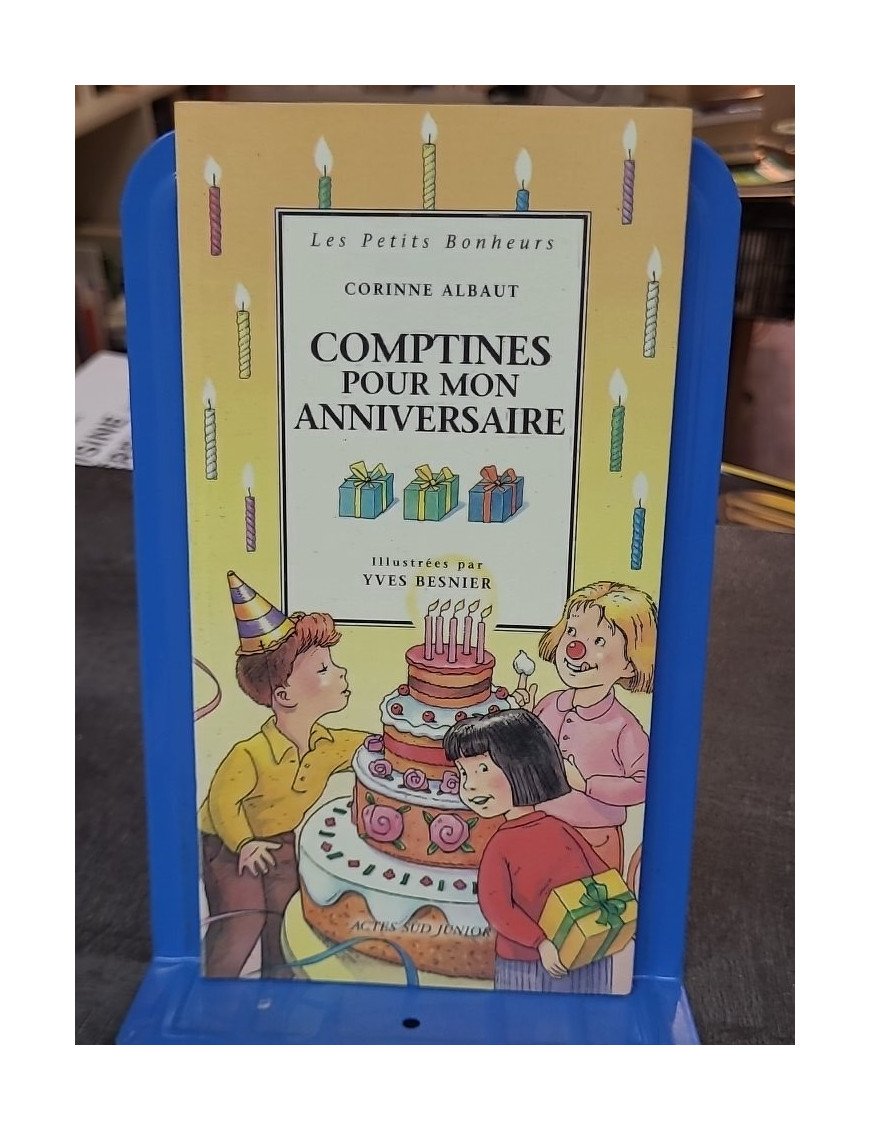 Les Petits Bonheurs
CORINNE ALBAUT
COMPTINES
POUR MON
ANNIVERSAIRE
Illustrées par
YVES BESNIER
ACTES SUD JUNIOR